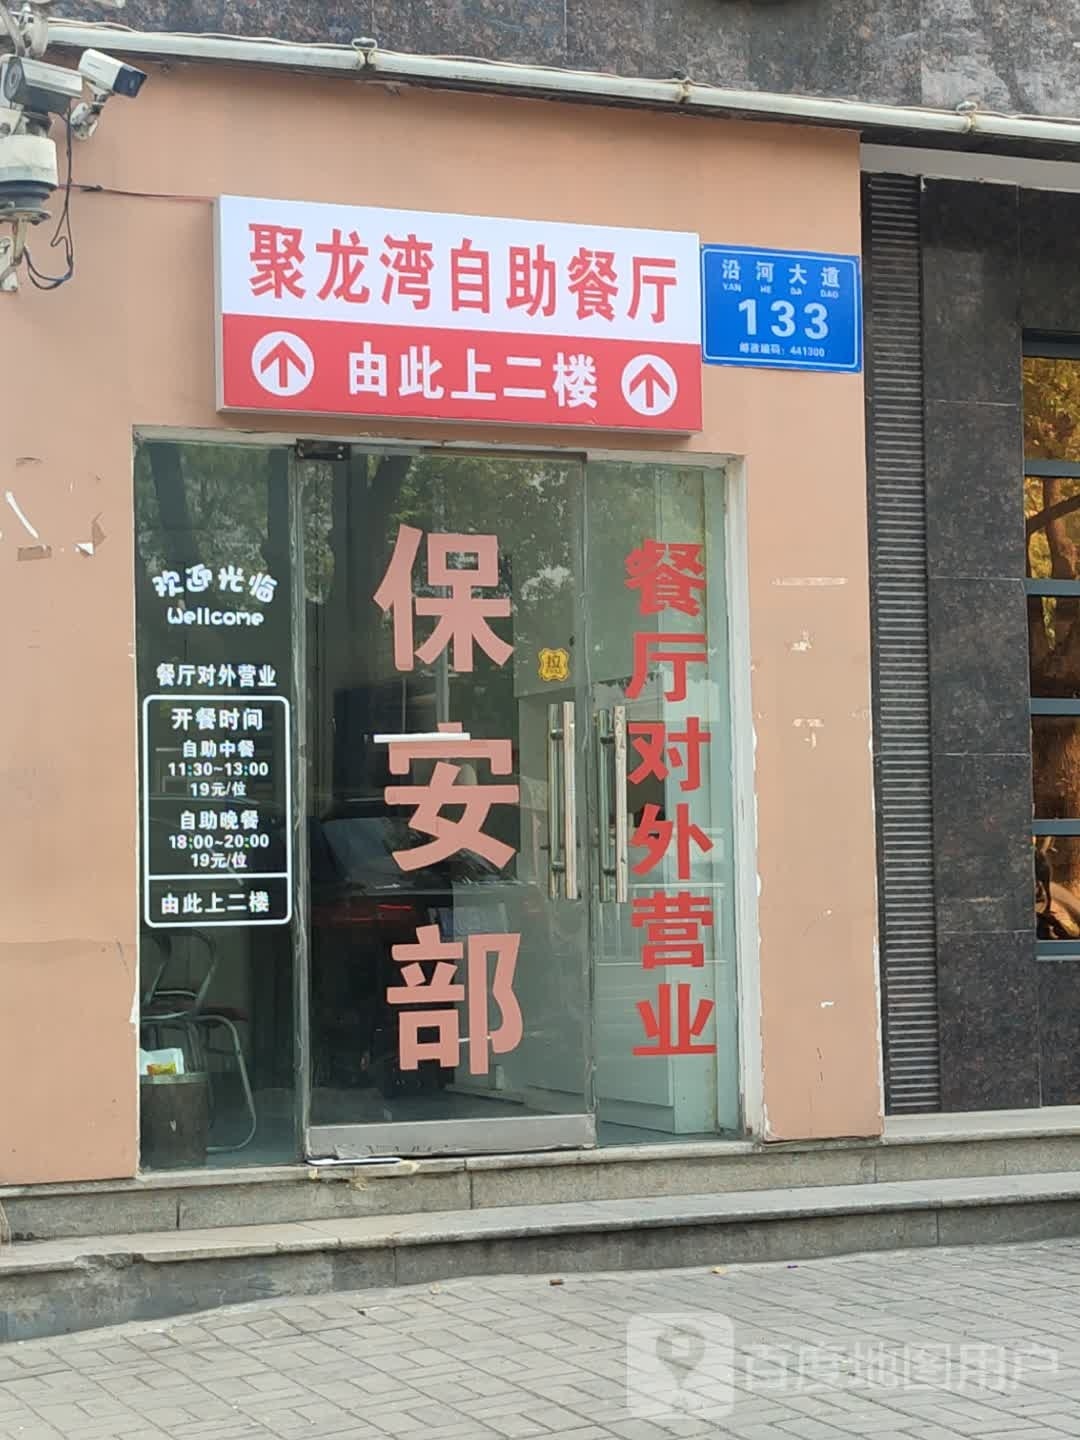 聚龙湾自助餐厅
由此上二楼
沿河大道
YAN HE DA DAO
133
邮政编码：441300
欢迎光临
Wellcome
餐厅对外营业
开餐时间
自助中餐
11:30~13:00
19元/位
自助晚餐
18:00~20:00
19元/位
由此上二楼
保安部
拉
餐厅对外营业
百度地图用户